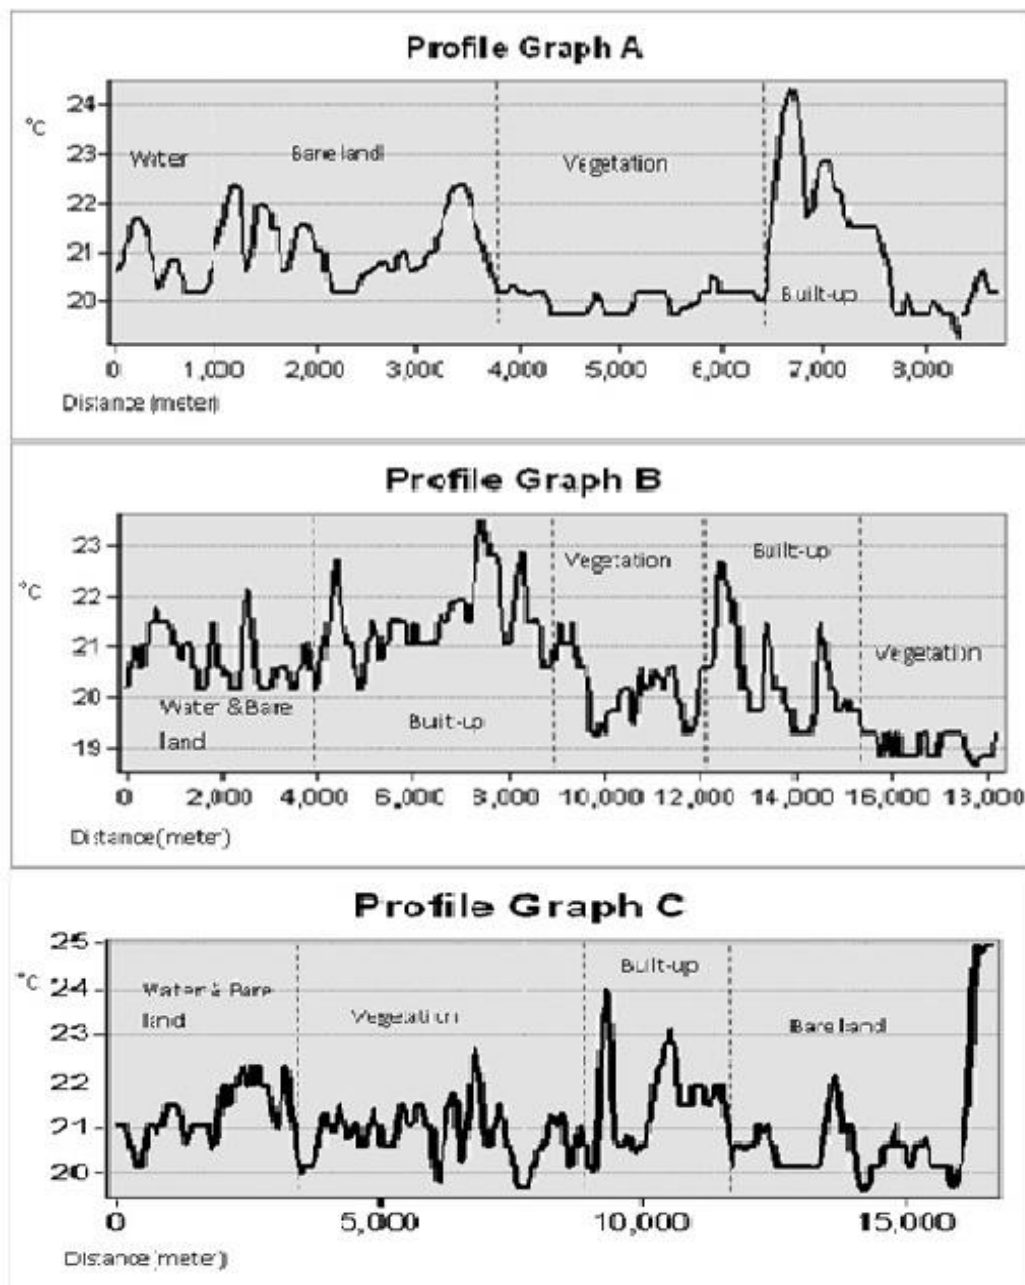 Profile Graph A
24
°C
23
Water
Bare land
Vegetation
22
21
20
Built-up
0 1,000 2,000 3,000 4,000 5,000 6,000 7,000 8,000
Distance (meter)
Profile Graph B
23
Vegetation
Built-up
°C
22
21
Vegetation
20
Water & Bare
land
Built-up
19
0 2,000 4,000 6,000 8,000 10,000 12,000 14,000 16,000 18,000
Distance(meter)
Profile Graph C
25
Built-up
°C 24
Water & Bare
land
Vegetation
Bare land
23
22
21
20
0 5,000 10,000 15,000
Distance(meter)